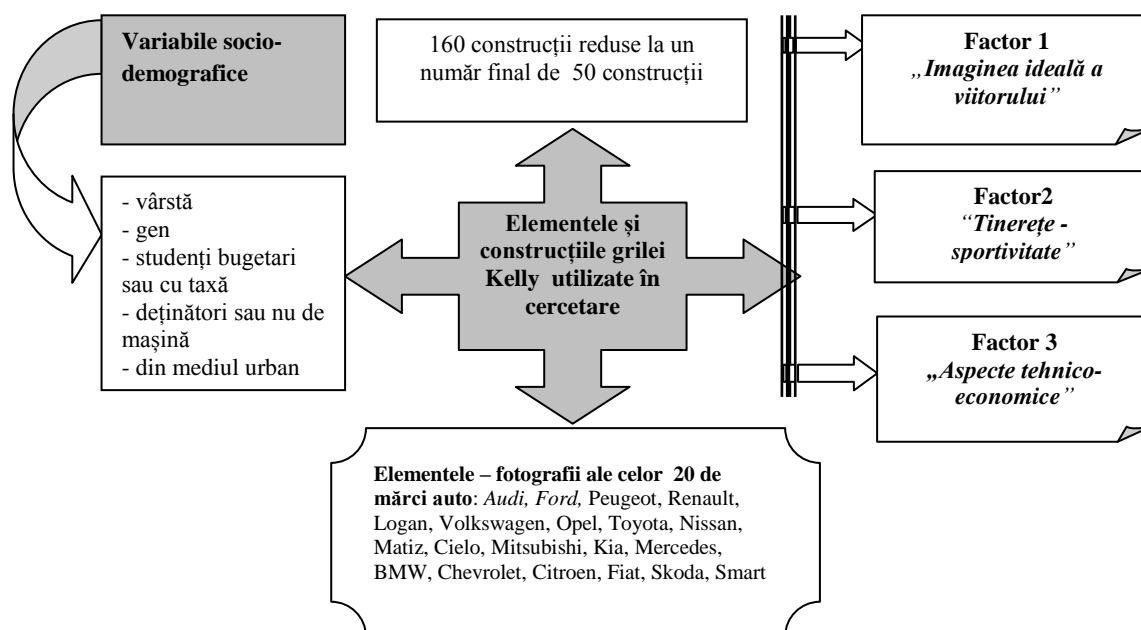 Variabile socio-
demografice
160 construcții reduse la un
număr final de  50 construcții
Factor 1
„Imaginea ideală a
viitorului”
- vârstă
- gen
- studenți bugetari
sau cu taxă
- deținători sau nu de
mașină
- din mediul urban
Elementele și
construcțiile grilei
Kelly  utilizate în
cercetare
Factor2
“Tinerețe -
sportivitate”
Factor 3
„Aspecte tehnico-
economice”
Elementele – fotografii ale celor  20 de
mărci auto: Audi, Ford, Peugeot, Renault,
Logan, Volkswagen, Opel, Toyota, Nissan,
Matiz, Cielo, Mitsubishi, Kia, Mercedes,
BMW, Chevrolet, Citroen, Fiat, Skoda, Smart